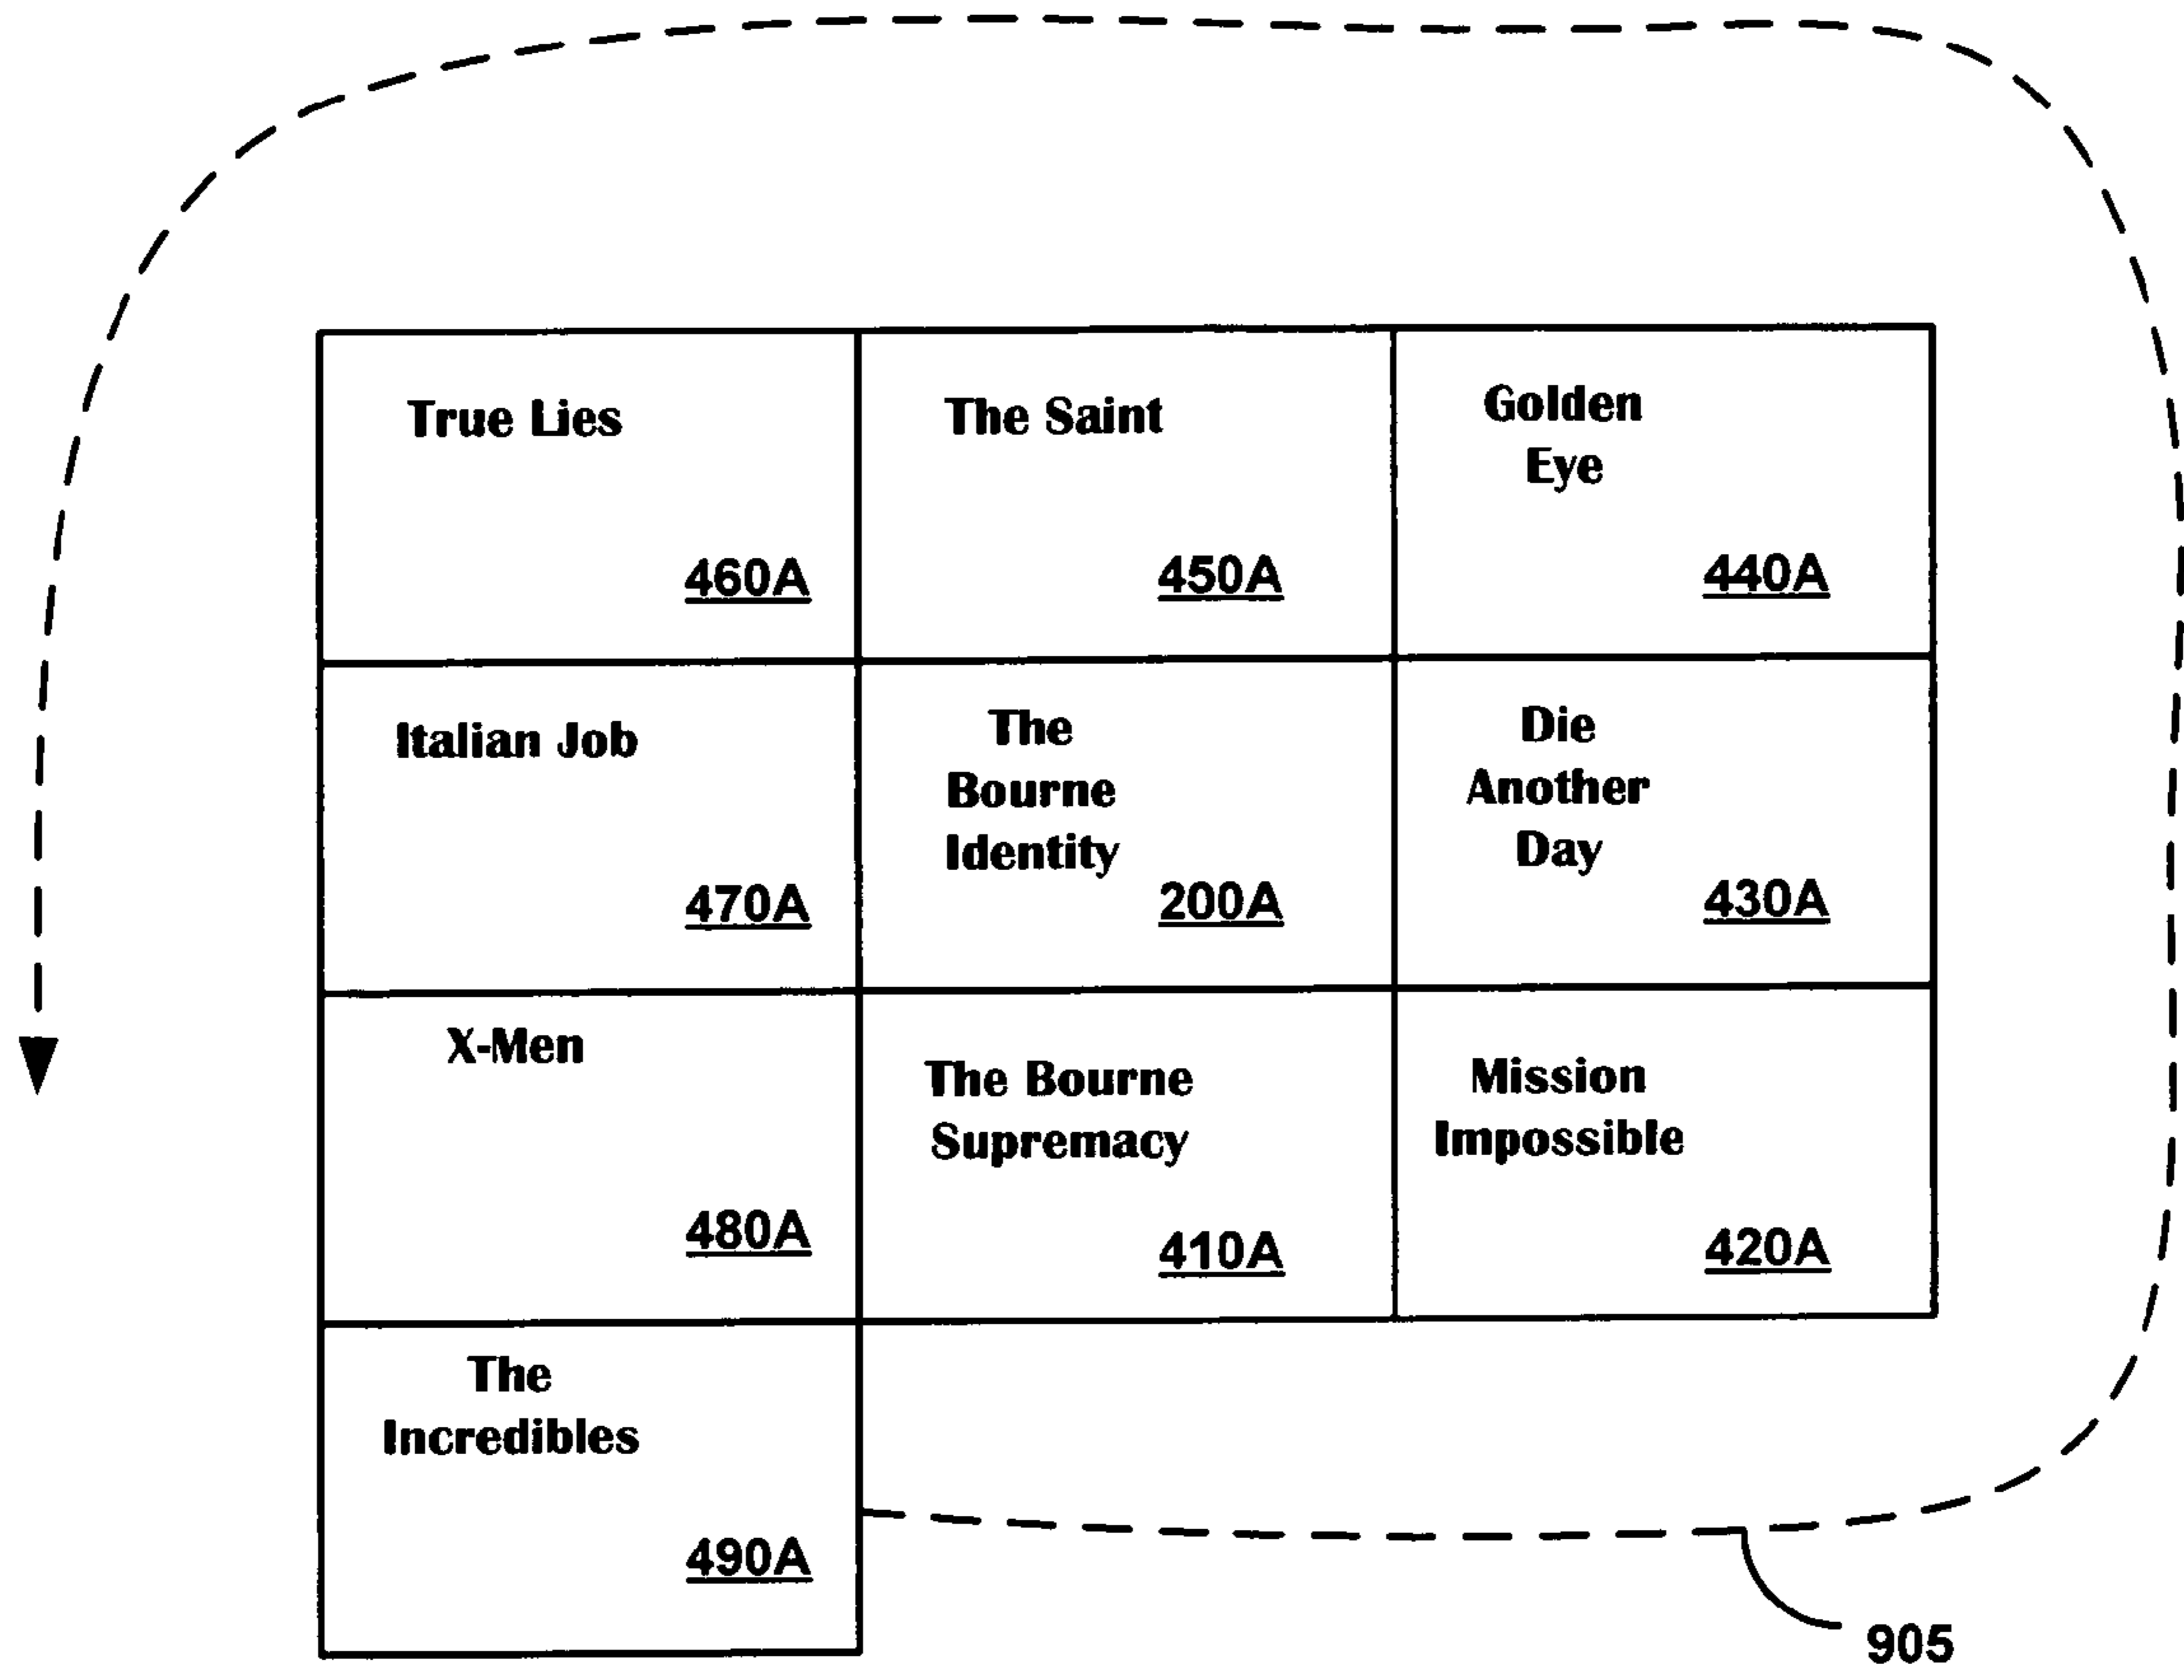 True Lies
460A
The Saint
450A
Golden
Eye
440A
Italian Job
470A
The
Bourne
Identity
200A
Die
Another
Day
430A
X-Men
480A
The Bourne
Supremacy
410A
Mission
Impossible
420A
The
Incredibles
490A
905